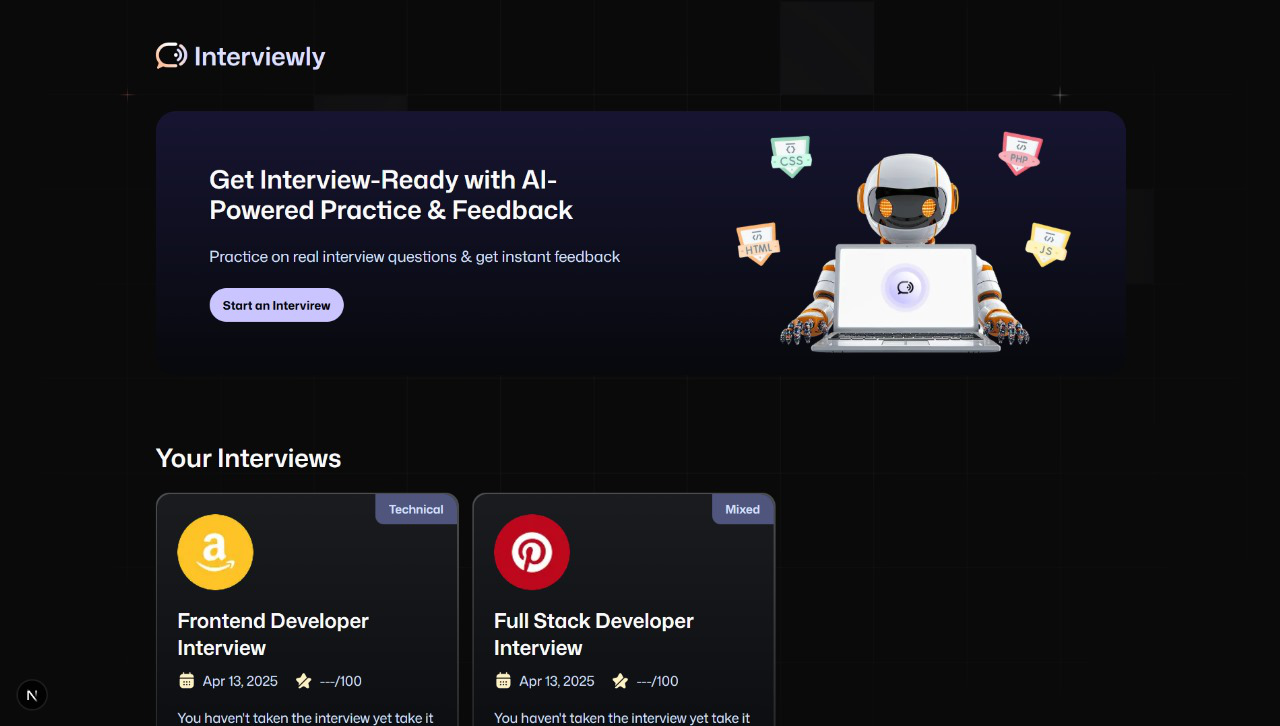 Interviewly
Get Interview-Ready with AI-
Powered Practice & Feedback
Practice on real interview questions & get instant feedback
Start an Intervirew
CSS
PHP
HTML
JS
Your Interviews
Technical
Frontend Developer
Interview
Apr 13, 2025 ---/100
You haven't taken the interview yet take it
Mixed
Full Stack Developer
Interview
Apr 13, 2025 ---/100
You haven't taken the interview yet take it
N